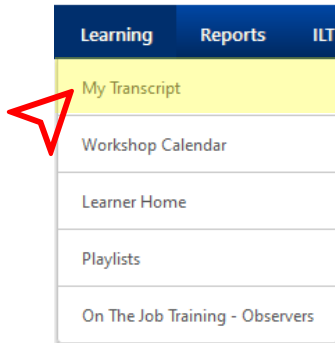 Learning Reports ILT
My Transcript
Workshop Calendar
Learner Home
Playlists
On The Job Training - Observers